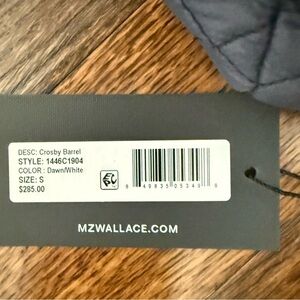 DESC: Crosby Barrel
STYLE: 1446C1904
COLOR: Dawn/White
SIZE: S
$285.00
MZWALLACE.COM